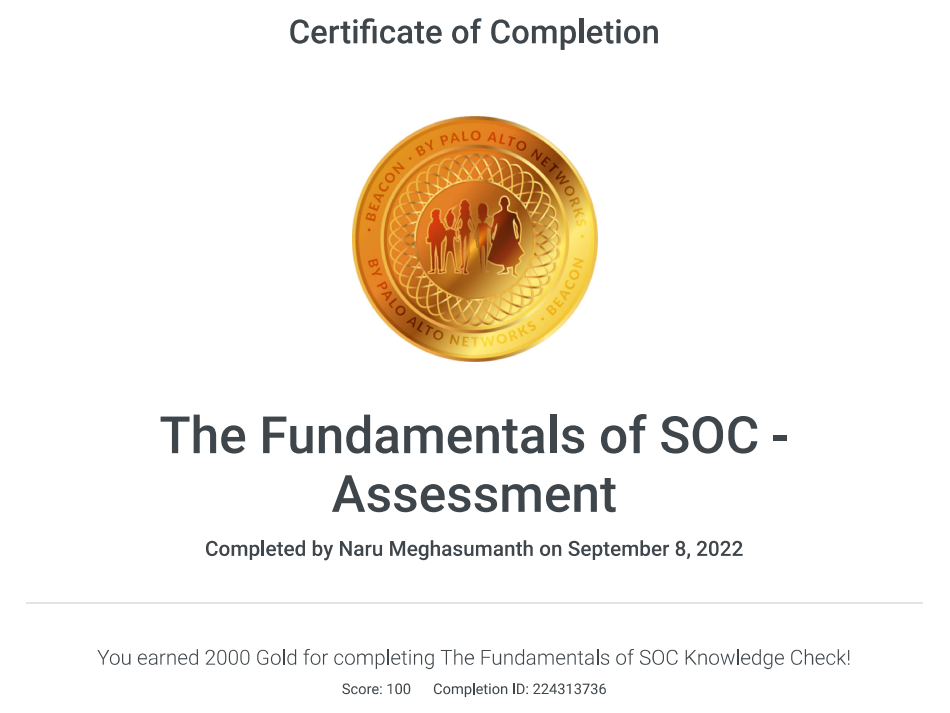 Certificate of Completion
· BEACON · BY PALO ALTO NETWORKS ·
BY PALO ALTO NETWORKS · BEACON
The Fundamentals of SOC -
Assessment
Completed by Naru Meghasumanth on September 8, 2022
You earned 2000 Gold for completing The Fundamentals of SOC Knowledge Check!
Score: 100 Completion ID: 224313736